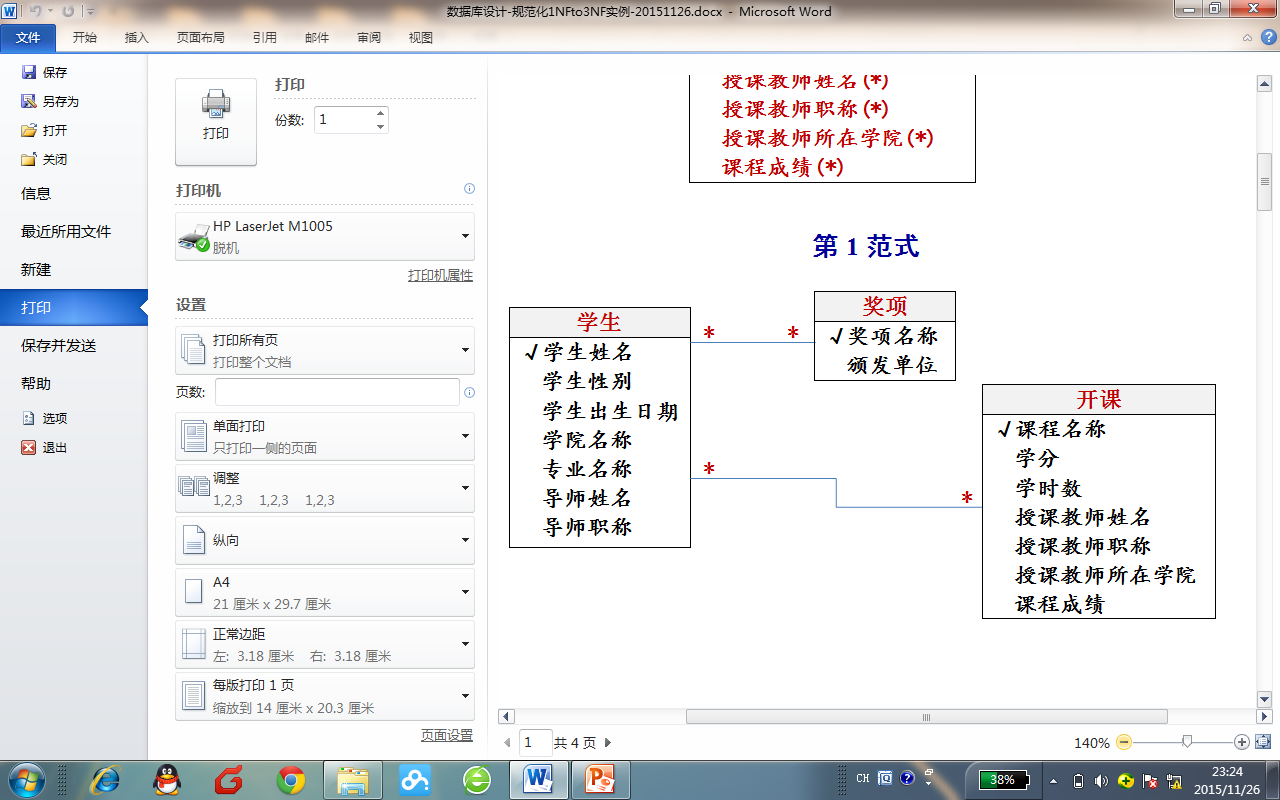 数据库设计-规范化1NFto3NF实例-20151126.docx - Microsoft Word
文件 开始 插入 页面布局 引用 邮件 审阅 视图
保存
另存为
打开
关闭
信息
最近所用文件
新建
打印
保存并发送
帮助
选项
退出
打印
打印
份数: 1
打印机
HP LaserJet M1005
脱机
打印机属性
设置
打印所有页
打印整个文档
页数:
单面打印
只打印一侧的页面
调整
1,2,3 1,2,3 1,2,3
纵向
A4
21 厘米 x 29.7 厘米
正常边距
左: 3.18 厘米 右: 3.18 厘米
每版打印 1 页
缩放到 14 厘米 x 20.3 厘米
页面设置
授课教师姓名(*)
授课教师职称(*)
授课教师所在学院(*)
课程成绩(*)
第 1 范式
学生
√学生姓名
学生性别
学生出生日期
学院名称
专业名称
导师姓名
导师职称
* *
奖项
√奖项名称
颁发单位
* *
开课
√课程名称
学分
学时数
授课教师姓名
授课教师职称
授课教师所在学院
课程成绩
1 共 4 页
140%
CH
38%
23:24
2015/11/26